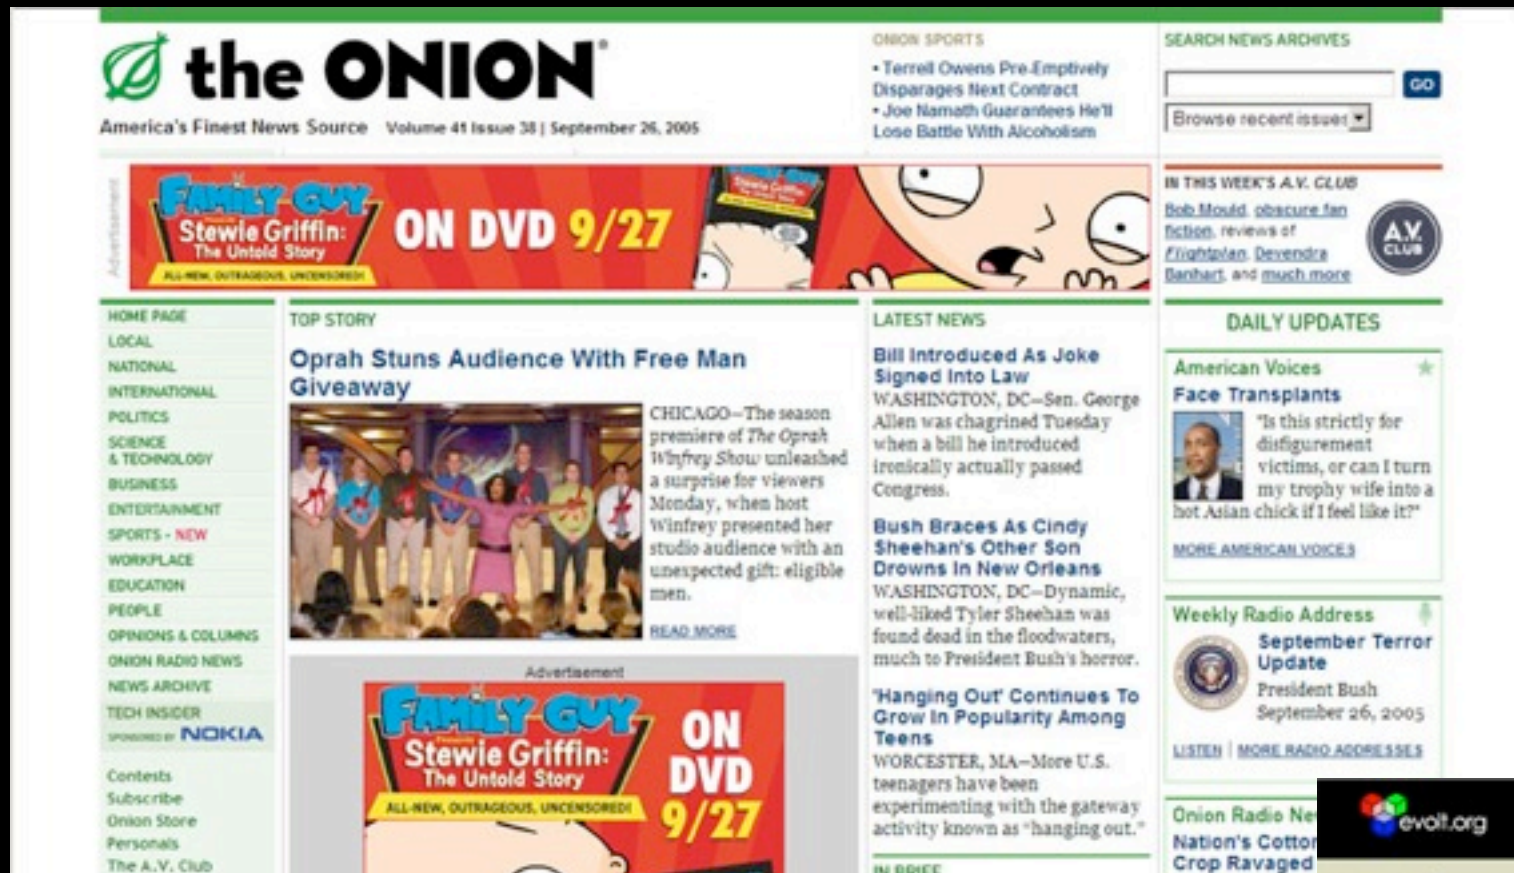 the ONION
America's Finest News Source Volume 41 Issue 38 | September 26, 2005
ONION SPORTS
• Terrell Owens Pre-Emptively
Disparages Next Contract
• Joe Namath Guarantees He'll
Lose Battle With Alcoholism
SEARCH NEWS ARCHIVES
GO
Browse recent issues
Advertisement
FAMILY GUY
Stewie Griffin:
The Untold Story
ALL-NEW, OUTRAGEOUS, UNCENSORED!
ON DVD 9/27
IN THIS WEEK'S A.V. CLUB
Bob Mould, obscure fan
fiction, reviews of
Flightplan, Devendra
Banhart, and much more
A.V.
CLUB
HOME PAGE
LOCAL
NATIONAL
INTERNATIONAL
POLITICS
SCIENCE
& TECHNOLOGY
BUSINESS
ENTERTAINMENT
SPORTS - NEW
WORKPLACE
EDUCATION
PEOPLE
OPINIONS & COLUMNS
ONION RADIO NEWS
NEWS ARCHIVE
TECH INSIDER
SPONSORED BY NOKIA
Contests
Subscribe
Onion Store
Personals
The A.V. Club
TOP STORY
Oprah Stuns Audience With Free Man
Giveaway
CHICAGO—The season
premiere of The Oprah
Winfrey Show unleashed
a surprise for viewers
Monday, when host
Winfrey presented her
studio audience with an
unexpected gift: eligible
men.
READ MORE
Advertisement
FAMILY GUY
Stewie Griffin:
The Untold Story
ALL-NEW, OUTRAGEOUS, UNCENSORED!
ON
DVD
9/27
LATEST NEWS
Bill Introduced As Joke
Signed Into Law
WASHINGTON, DC—Sen. George
Allen was chagrined Tuesday
when a bill he introduced
ironically actually passed
Congress.
Bush Braces As Cindy
Sheehan's Other Son
Drowns In New Orleans
WASHINGTON, DC—Dynamic,
well-liked Tyler Sheehan was
found dead in the floodwaters,
much to President Bush's horror.
'Hanging Out' Continues To
Grow In Popularity Among
Teens
WORCESTER, MA—More U.S.
teenagers have been
experimenting with the gateway
activity known as "hanging out."
IN BRIEF
DAILY UPDATES
American Voices
Face Transplants
"Is this strictly for
disfigurement
victims, or can I turn
my trophy wife into a
hot Asian chick if I feel like it?"
MORE AMERICAN VOICES
Weekly Radio Address
September Terror
Update
President Bush
September 26, 2005
LISTEN | MORE RADIO ADDRESSES
Onion Radio Ne
Nation's Cotto
Crop Ravaged
evolt.org